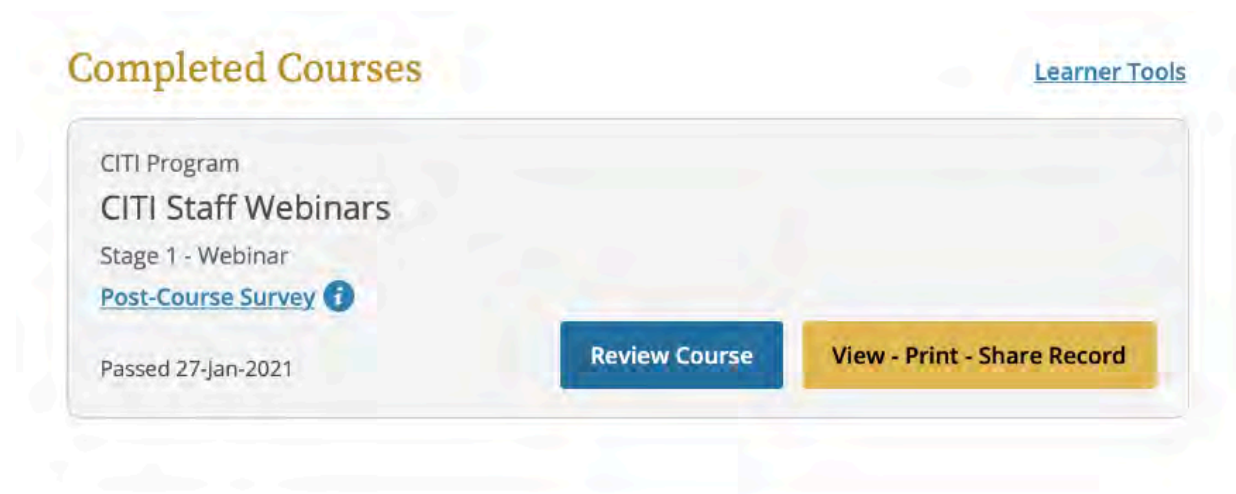 Completed Courses
Learner Tools
CITI Program
CITI Staff Webinars
Stage 1 - Webinar
Post-Course Survey i
Passed 27-Jan-2021
Review Course
View - Print - Share Record